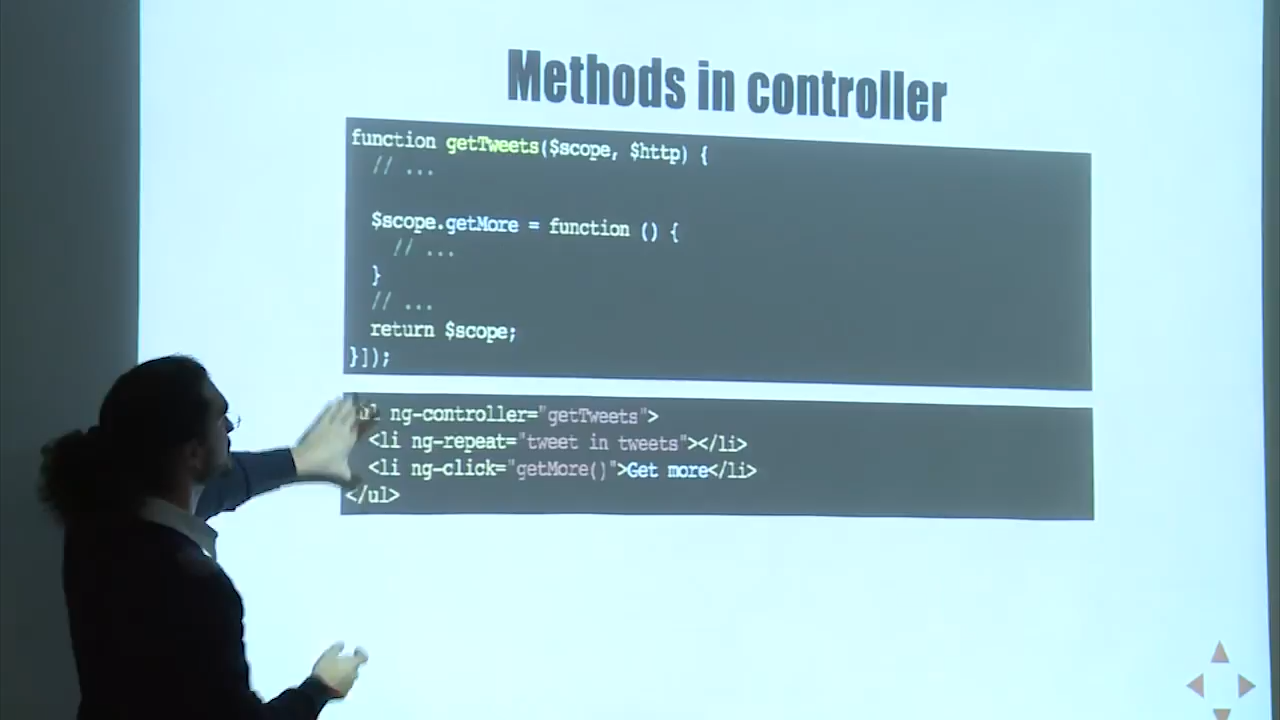 Methods in controller
function getTweets($scope, $http) {
// ...
$scope.getMore = function () {
// ...
}
// ...
return $scope;
}]);
ul ng-controller="getTweets">
<li ng-repeat="tweet in tweets"></li>
<li ng-click="getMore()">Get more</li>
</ul>